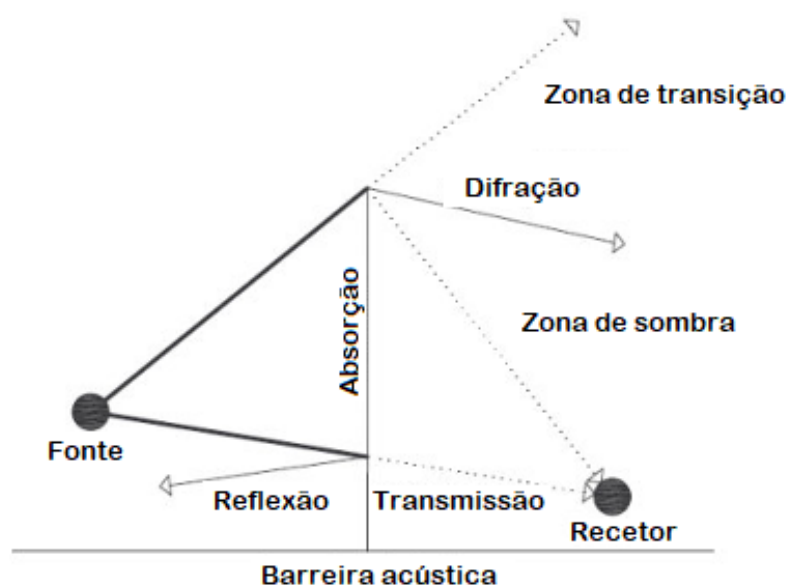 Zona de transição
Difração
Absorção
Zona de sombra
Fonte
Reflexão
Transmissão
Recetor
Barreira acústica